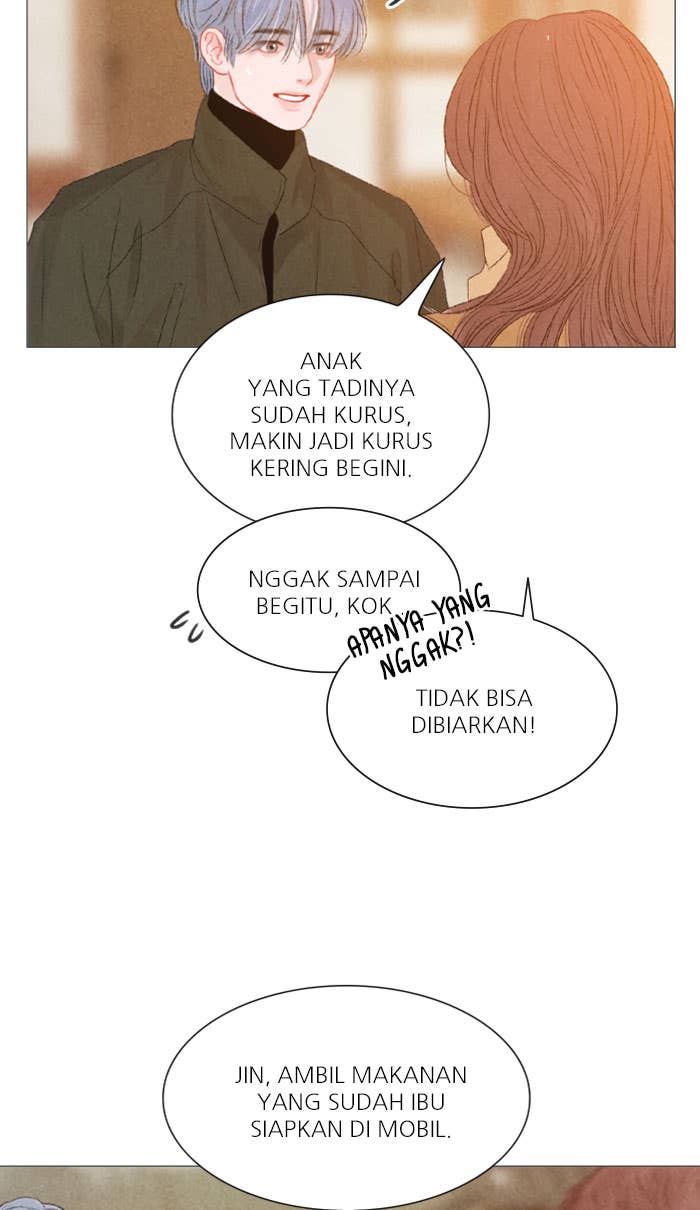 ANAK
YANG TADINYA
SUDAH KURUS,
MAKIN JADI KURUS
KERING BEGINI.
NGGAK SAMPAI
BEGITU, KOK...
APANYA YANG
NGGAK?!
TIDAK BISA
DIBIARKAN!
JIN, AMBIL MAKANAN
YANG SUDAH IBU
SIAPKAN DI MOBIL.